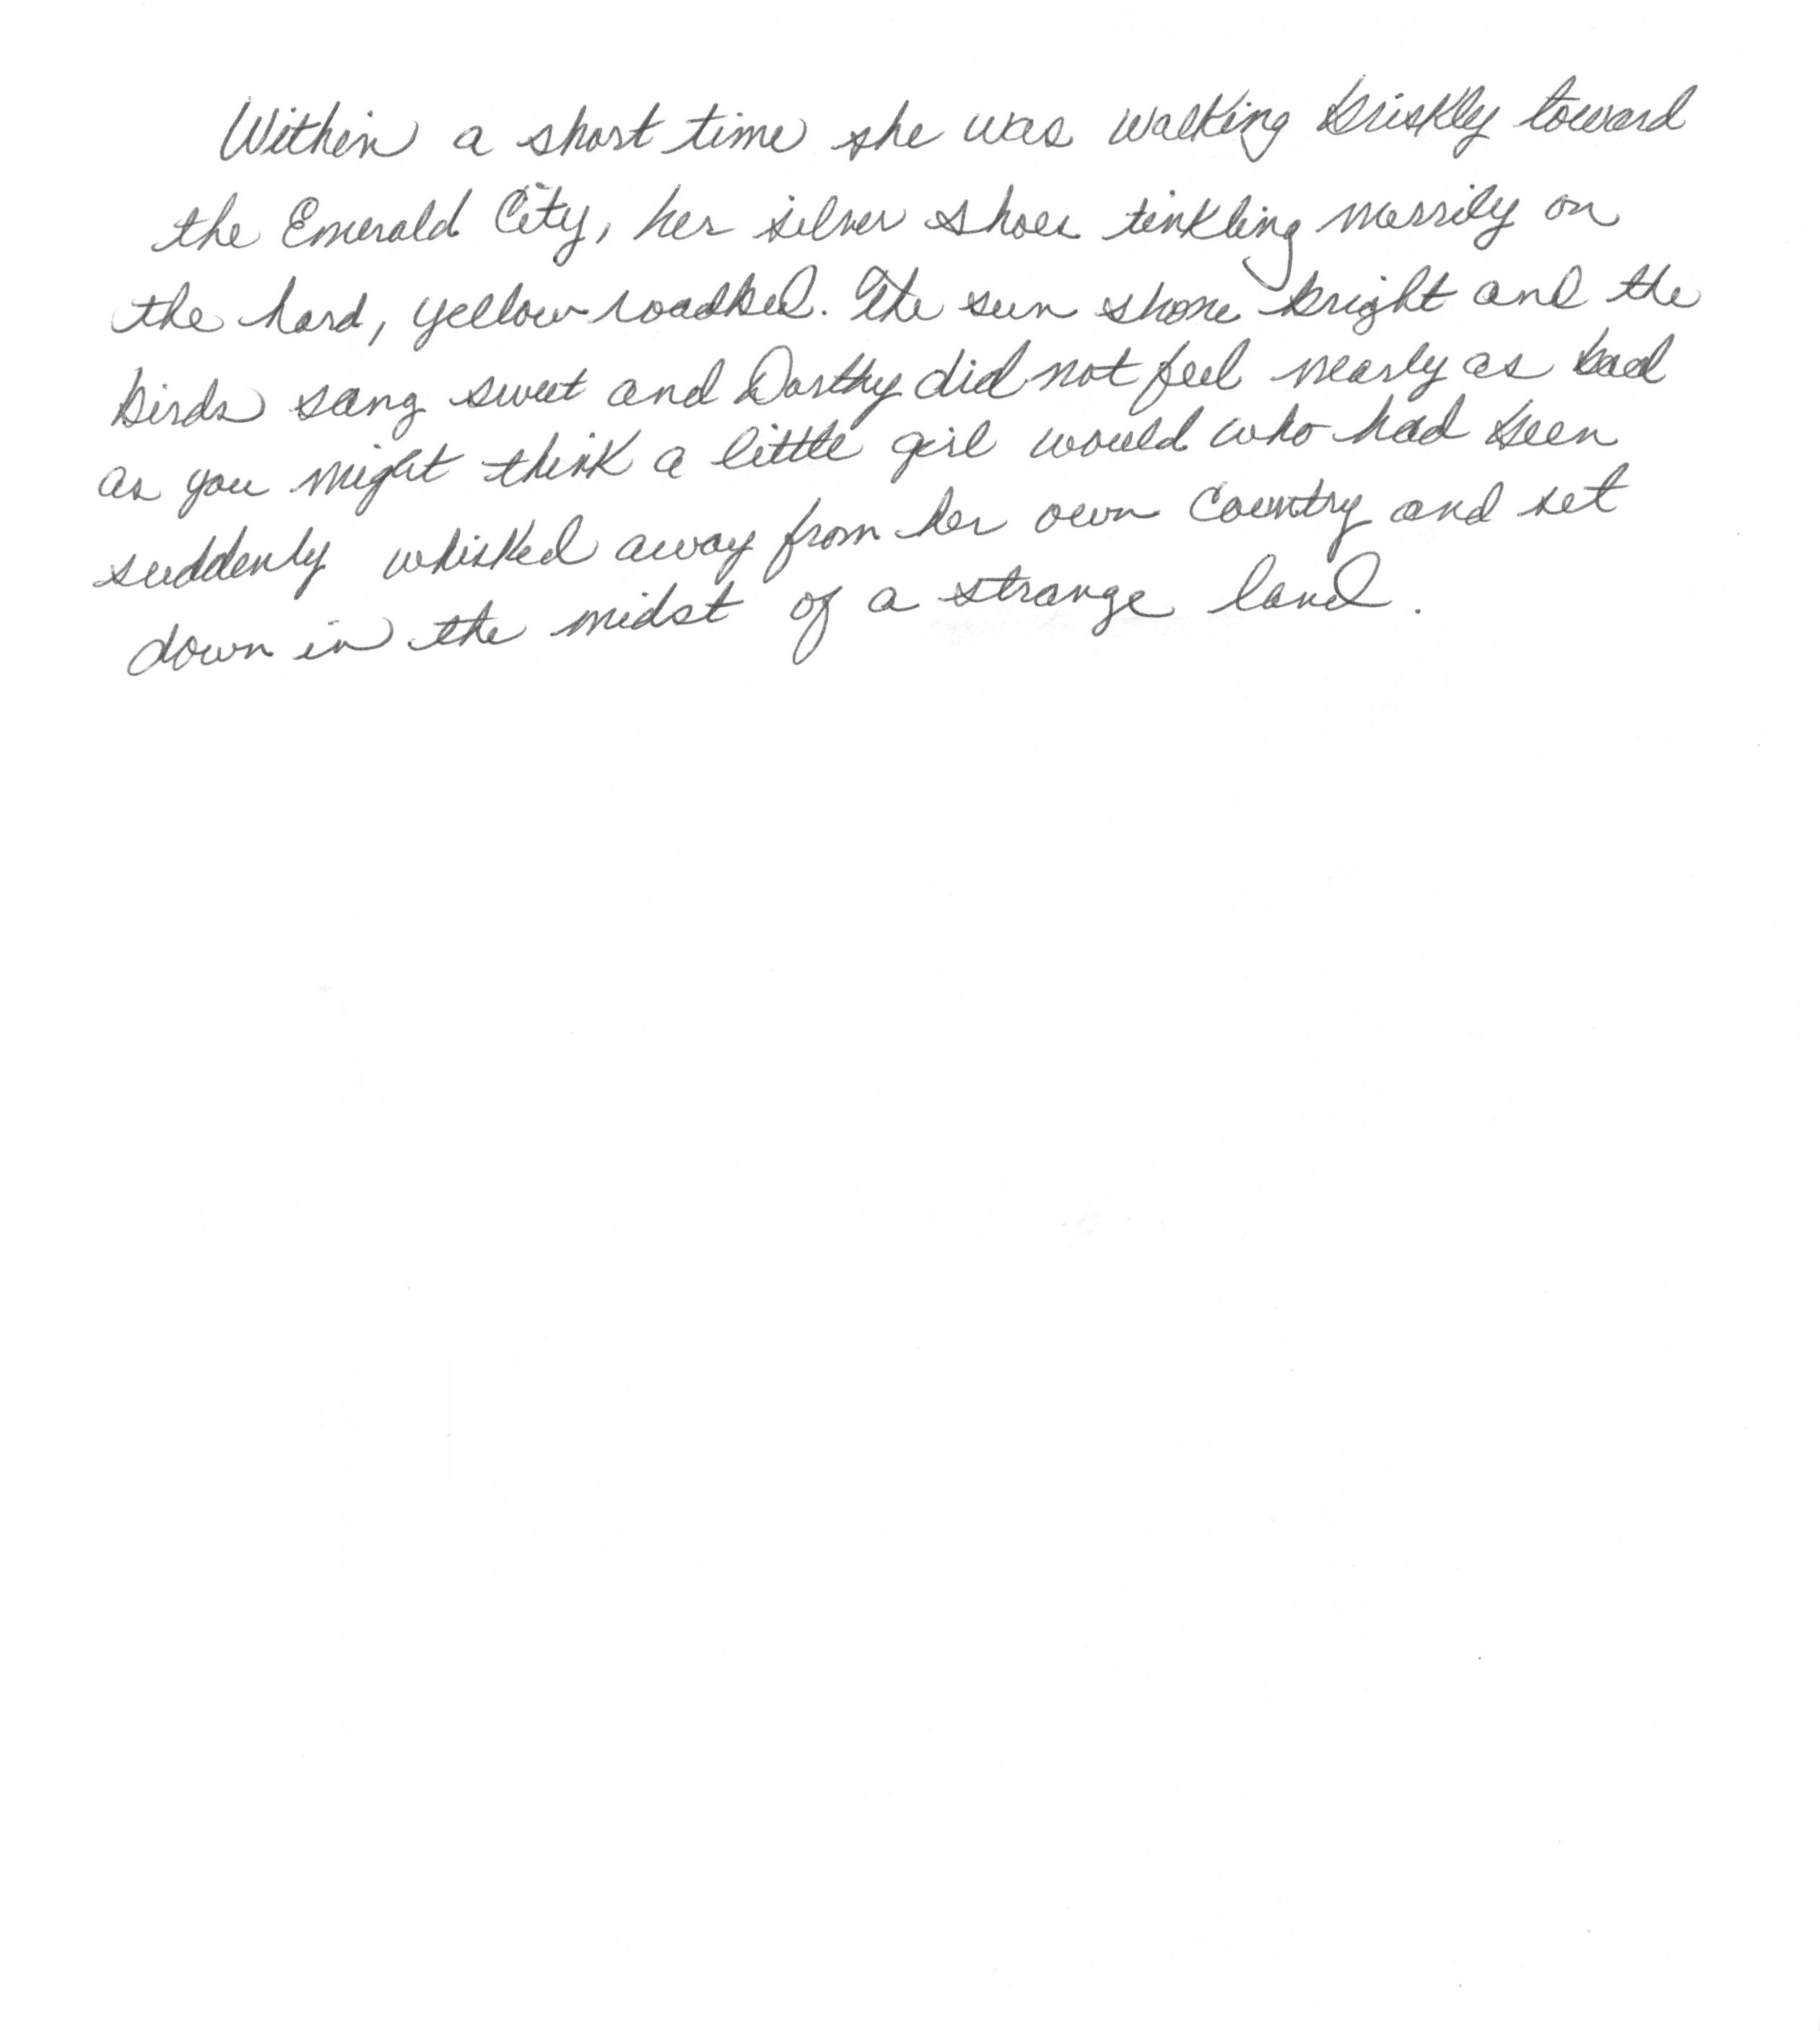 Within a short time she was walking briskly toward
the Emerald City, her silver shoes tinkling merrily on
the hard, yellow roadbed. The sun shone bright and the
birds sang sweet and Dorthy did not feel nearly as bad
as you might think a little girl would who had been
suddenly whisked away from her own country and set
down in the midst of a strange land.